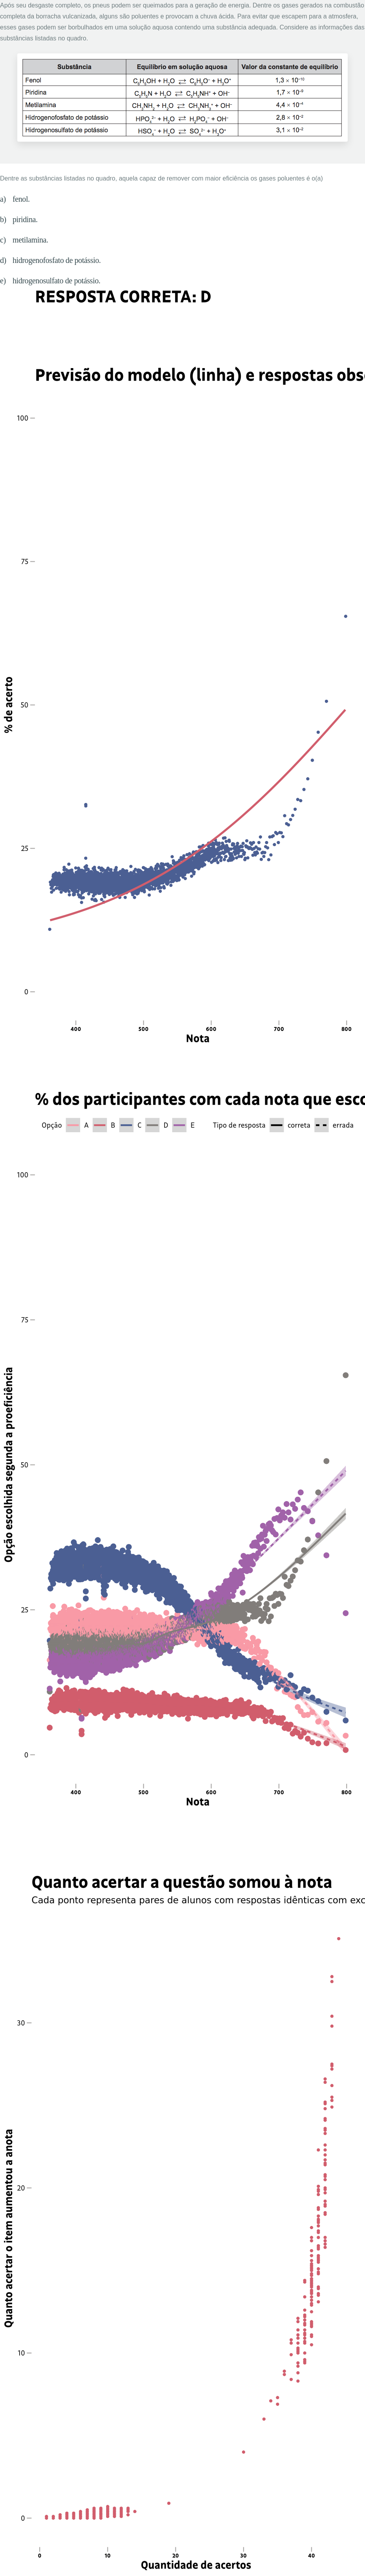 Após seu desgaste completo, os pneus podem ser queimados para a geração de energia. Dentre os gases gerados na combustão
completa da borracha vulcanizada, alguns são poluentes e provocam a chuva ácida. Para evitar que escapem para a atmosfera,
esses gases podem ser borbulhados em uma solução aquosa contendo uma substância adequada. Considere as informações das
substâncias listadas no quadro.
Substância Equilíbrio em solução aquosa Valor da constante de equilíbrio
Fenol C₆H₅OH + H₂O ⇌ C₆H₅O⁻ + H₃O⁺ 1,3 × 10⁻¹⁰
Piridina C₅H₅N + H₂O ⇌ C₅H₅NH⁺ + OH⁻ 1,7 × 10⁻⁹
Metilamina CH₃NH₂ + H₂O ⇌ CH₃NH₃⁺ + OH⁻ 4,4 × 10⁻⁴
Hidrogenofosfato de potássio HPO₄²⁻ + H₂O ⇌ H₂PO₄⁻ + OH⁻ 2,8 × 10⁻²
Hidrogenosulfato de potássio HSO₄⁻ + H₂O ⇌ SO₄²⁻ + H₃O⁺ 3,1 × 10⁻²
Dentre as substâncias listadas no quadro, aquela capaz de remover com maior eficiência os gases poluentes é o(a)
a) fenol.
b) piridina.
c) metilamina.
d) hidrogenofosfato de potássio.
e) hidrogenosulfato de potássio.
RESPOSTA CORRETA: D
Previsão do modelo (linha) e respostas obs
100
75
50
25
0
% de acerto
400 500 600 700 800
Nota
% dos participantes com cada nota que esco
Opção A B C D E Tipo de resposta correta errada
100
75
50
25
0
Opção escolhida segunda a proeficiência
400 500 600 700 800
Nota
Quanto acertar a questão somou à nota
Cada ponto representa pares de alunos com respostas idênticas com exc
30
20
10
0
Quanto acertar o item aumentou a anota
0 10 20 30 40
Quantidade de acertos